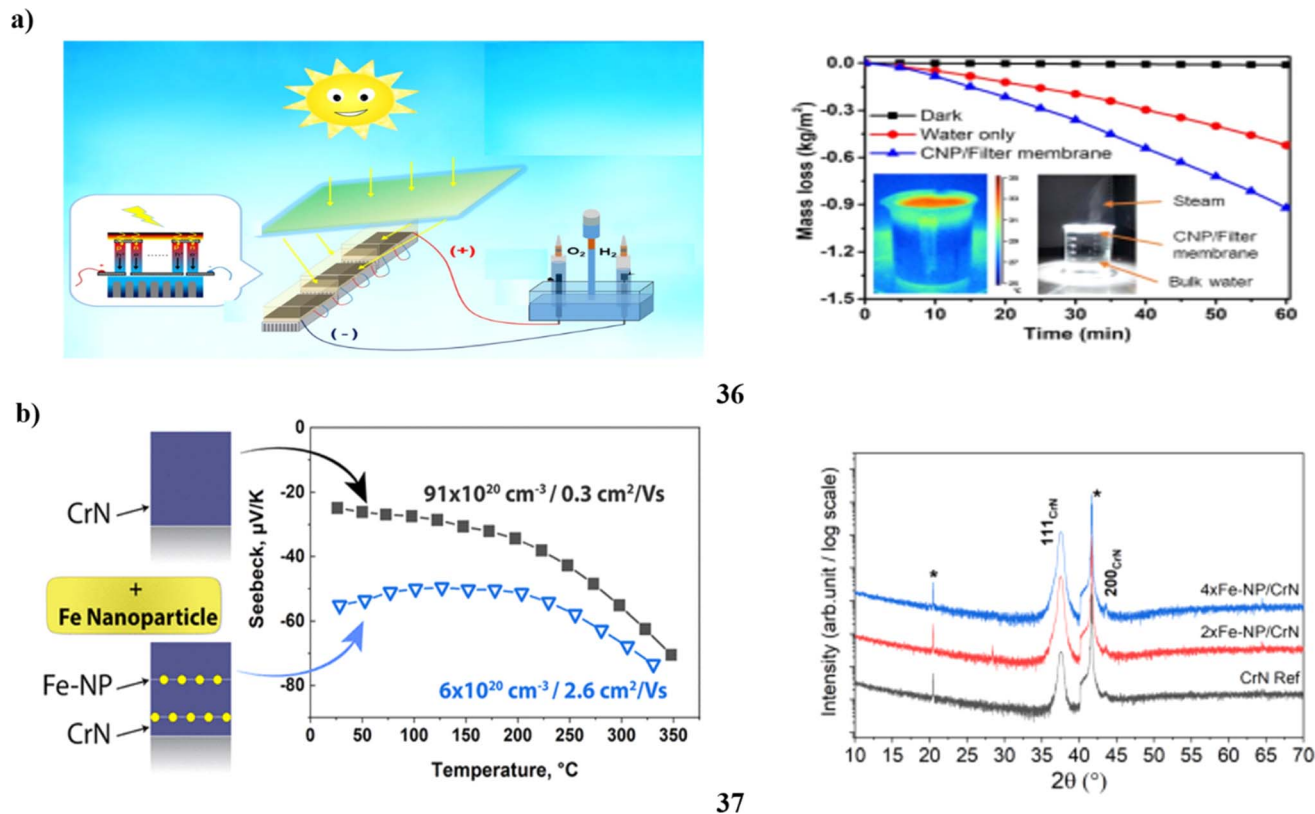 a)
(+)
(-)
O2
H2
0.0
-0.3
-0.6
-0.9
-1.2
-1.5
Mass loss (kg/m²)
Dark
Water only
CNP/Filter membrane
Steam
CNP/Filter
membrane
Bulk water
0 10 20 30 40 50 60
Time (min)
36
b)
CrN
+
Fe Nanoparticle
Fe-NP
CrN
0
-20
-40
-60
-80
Seebeck, µV/K
91x10²⁰ cm⁻³ / 0.3 cm²/Vs
6x10²⁰ cm⁻³ / 2.6 cm²/Vs
0 50 100 150 200 250 300 350
Temperature, °C
Intensity (arb.unit / log scale)
*
111CrN
*
200CrN
4xFe-NP/CrN
2xFe-NP/CrN
CrN Ref
10 15 20 25 30 35 40 45 50 55 60 65 70
2θ (°)
37